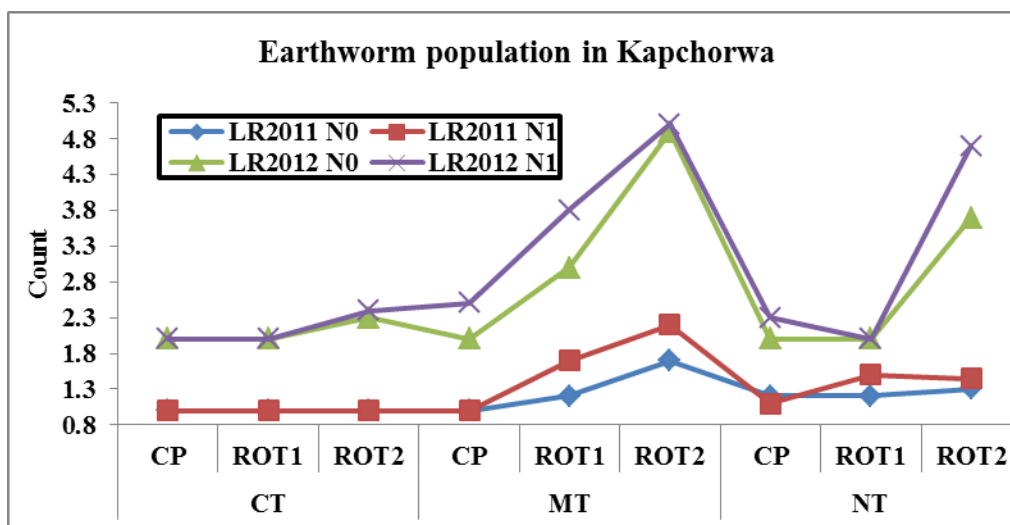 Earthworm population in Kapchorwa
LR2011 N0 LR2011 N1
LR2012 N0 LR2012 N1
Count
5.3
4.8
4.3
3.8
3.3
2.8
2.3
1.8
1.3
0.8
CP ROT1 ROT2 CP ROT1 ROT2 CP ROT1 ROT2
CT MT NT